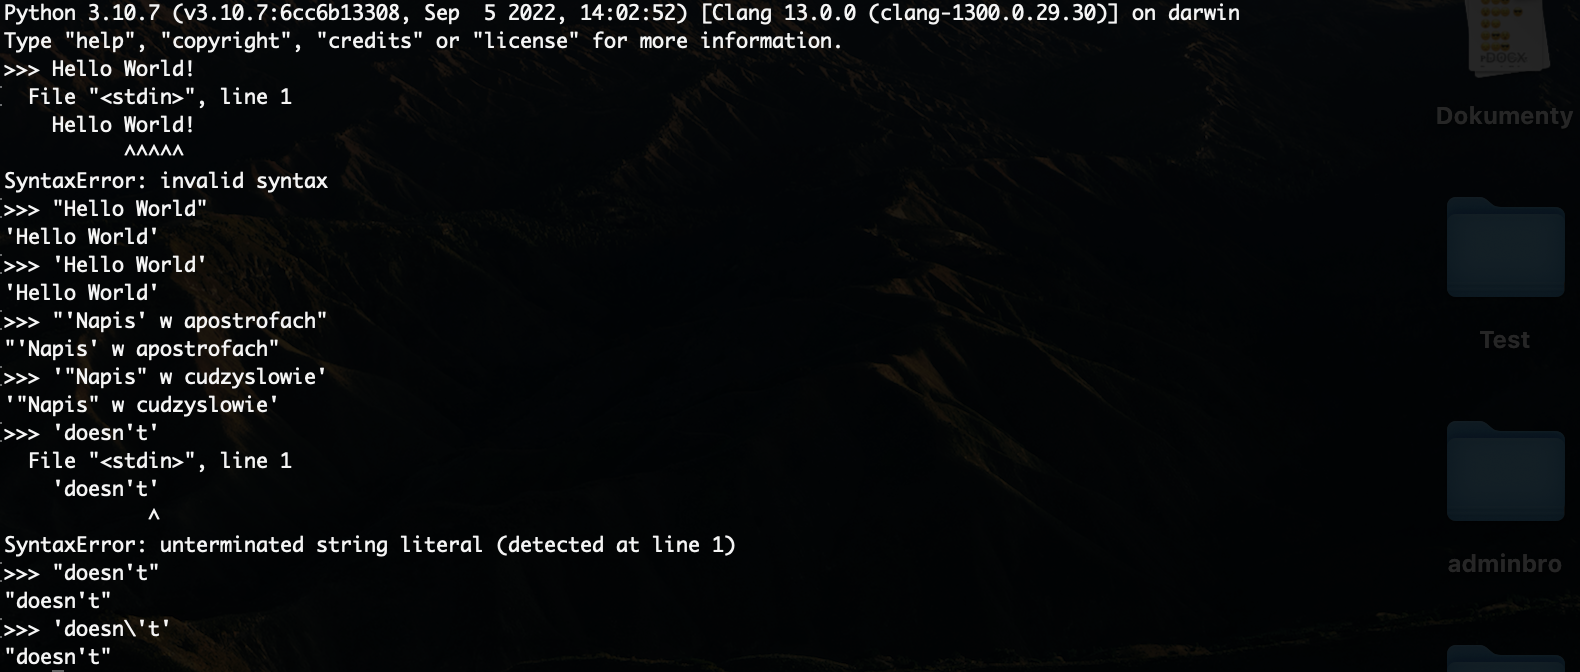 Python 3.10.7 (v3.10.7:6cc6b13308, Sep  5 2022, 14:02:52) [Clang 13.0.0 (clang-1300.0.29.30)] on darwin
Type "help", "copyright", "credits" or "license" for more information.
>>> Hello World!
  File "<stdin>", line 1
    Hello World!
          ^^^^^
SyntaxError: invalid syntax
>>> "Hello World"
'Hello World'
>>> 'Hello World'
'Hello World'
>>> "'Napis' w apostrofach"
"'Napis' w apostrofach"
>>> '"Napis" w cudzyslowie'
'"Napis" w cudzyslowie'
>>> 'doesn't'
  File "<stdin>", line 1
    'doesn't'
            ^
SyntaxError: unterminated string literal (detected at line 1)
>>> "doesn't"
"doesn't"
>>> 'doesn\'t'
"doesn't"
Dokumenty
Test
adminbro